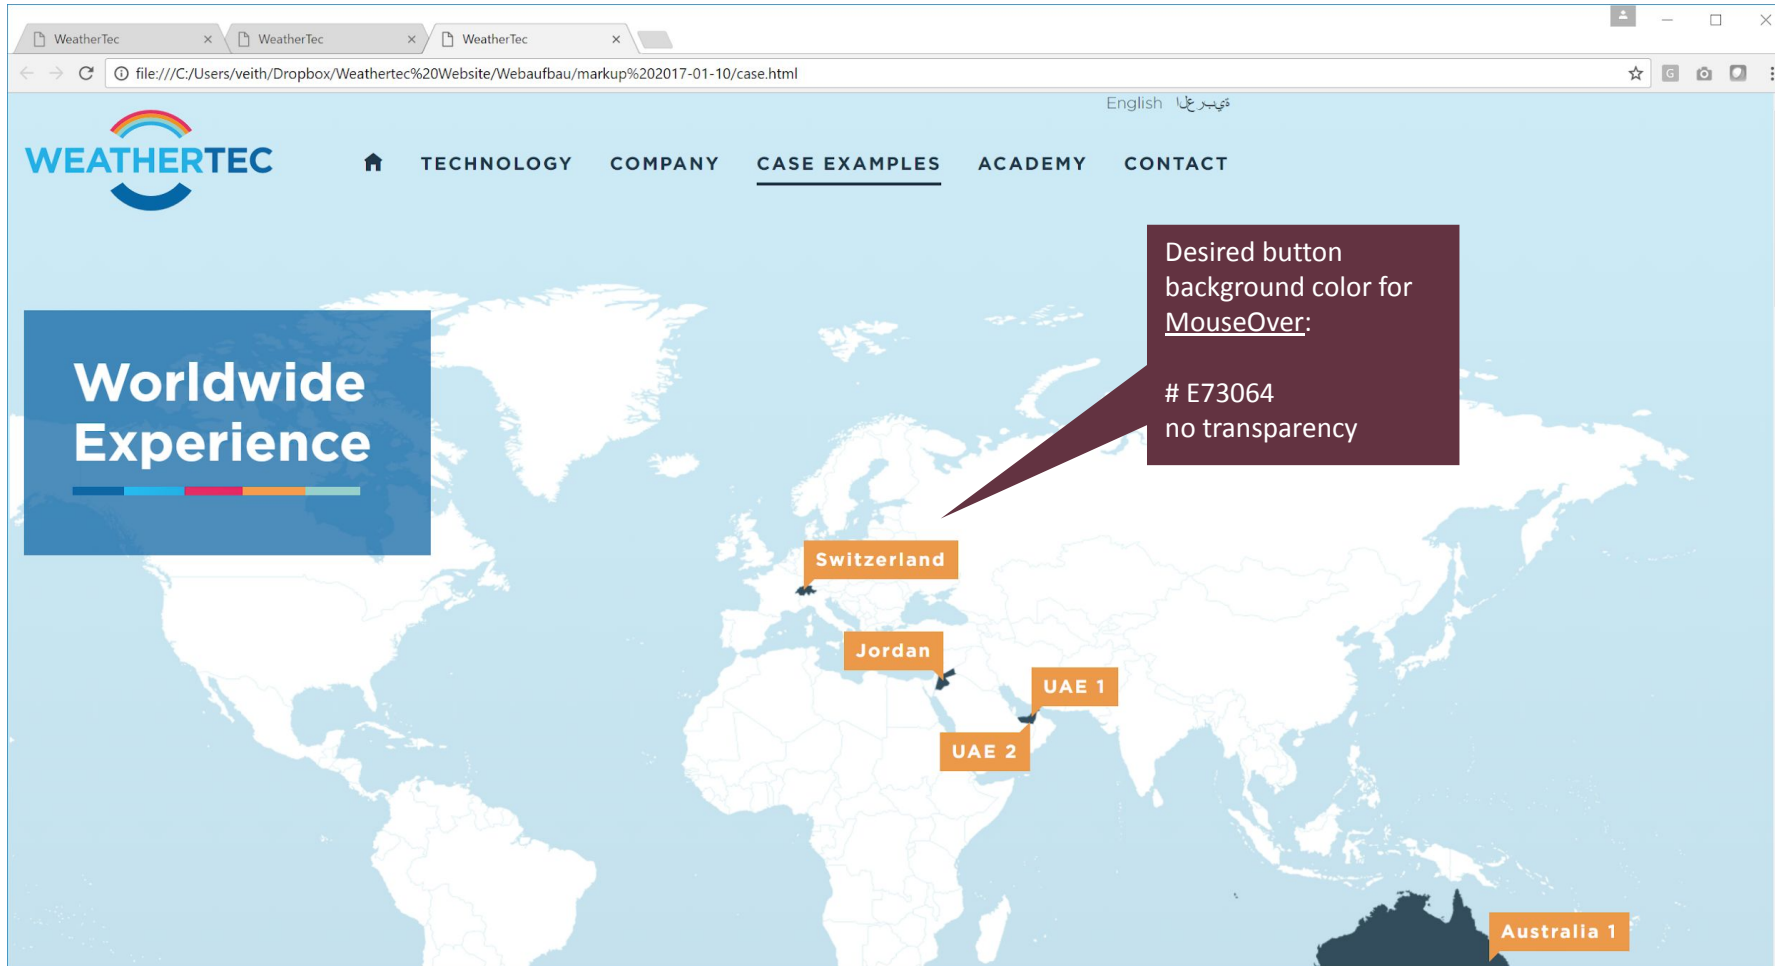 WeatherTec
WeatherTec
WeatherTec
file:///C:/Users/veith/Dropbox/Weathertec%20Website/Webaufbau/markup%202017-01-10/case.html
G
English ةيبرعلا
WEATHERTEC
TECHNOLOGY COMPANY CASE EXAMPLES ACADEMY CONTACT
Desired button
background color for
MouseOver:
# E73064
no transparency
Worldwide
Experience
Switzerland
Jordan
UAE 1
UAE 2
Australia 1